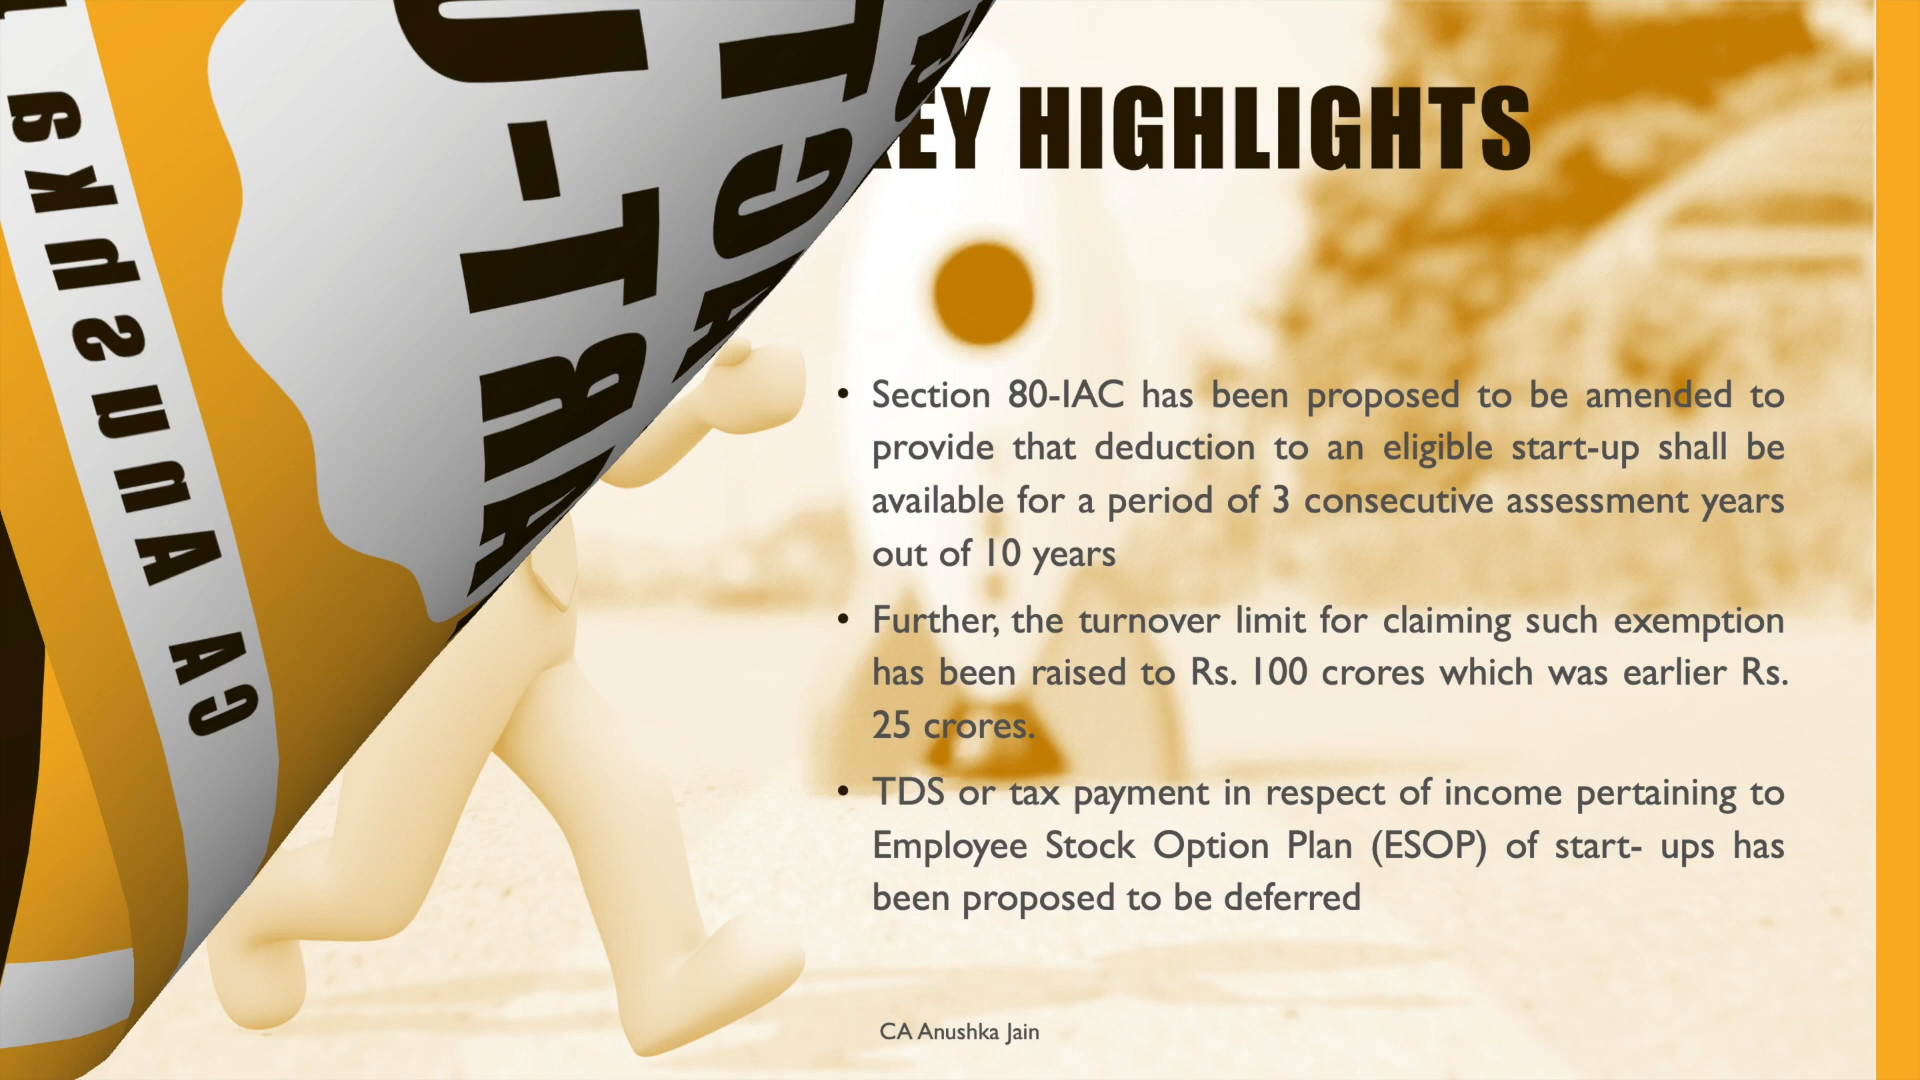 KEY HIGHLIGHTS
• Section 80-IAC has been proposed to be amended to
provide that deduction to an eligible start-up shall be
available for a period of 3 consecutive assessment years
out of 10 years
• Further, the turnover limit for claiming such exemption
has been raised to Rs. 100 crores which was earlier Rs.
25 crores.
• TDS or tax payment in respect of income pertaining to
Employee Stock Option Plan (ESOP) of start- ups has
been proposed to be deferred
CA Anushka Jain
CA Anushka